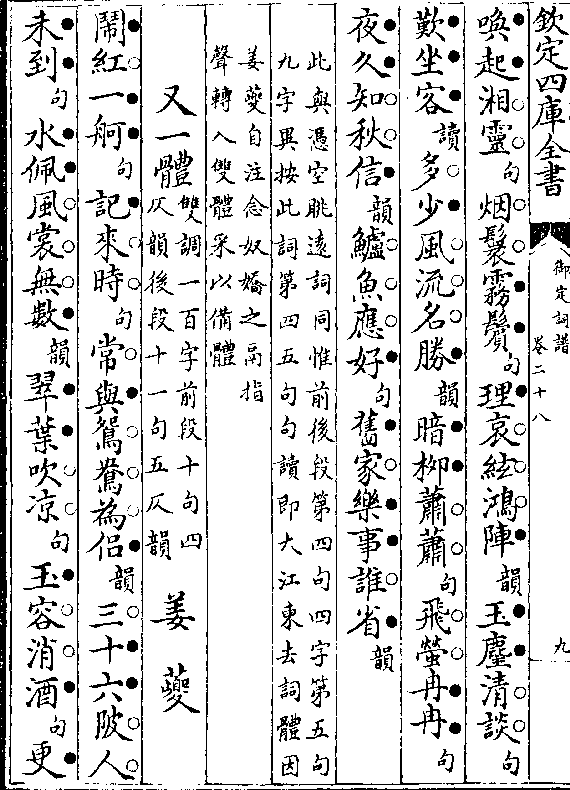 欽定四庫全書
御定詞譜 卷二十八 九
喚起湘靈句烟鬟霧鬢句理哀絃鴻陣韻玉麈清談句
歎坐客讀多少風流名勝韻暗柳蕭蕭句飛螢冉冉句
夜久知秋信韻鱸魚應好句舊家樂事誰省韻
此與憑空眺遠詞同惟前後段第四句四字第五句
九字異按此詞第四五句句讀即大江東去詞體因
姜夔自注念奴嬌之鬲指
聲轉入雙體采以備體
又一體雙調一百字前段十句四
仄韻後段十一句五仄韻 姜夔
鬧紅一舸句記來時句常與鴛鴦為侶韻三十六陂人
未到句水佩風裳無數韻翠葉吹凉句玉容消酒句更